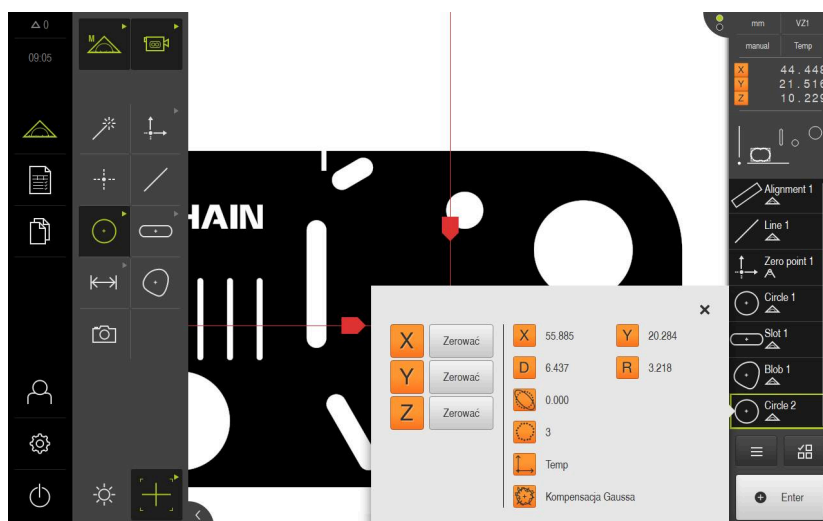 0
09:05
M
HAIN
mm VZ1
manual Temp
X 44.448
Y 21.516
Z 10.229
Alignment 1
Line 1
Zero point 1
Circle 1
Slot 1
Blob 1
Circle 2
Enter
X Zerować
Y Zerować
Z Zerować
X 55.885 Y 20.284
D 6.437 R 3.218
0.000
3
Temp
Kompensacja Gaussa